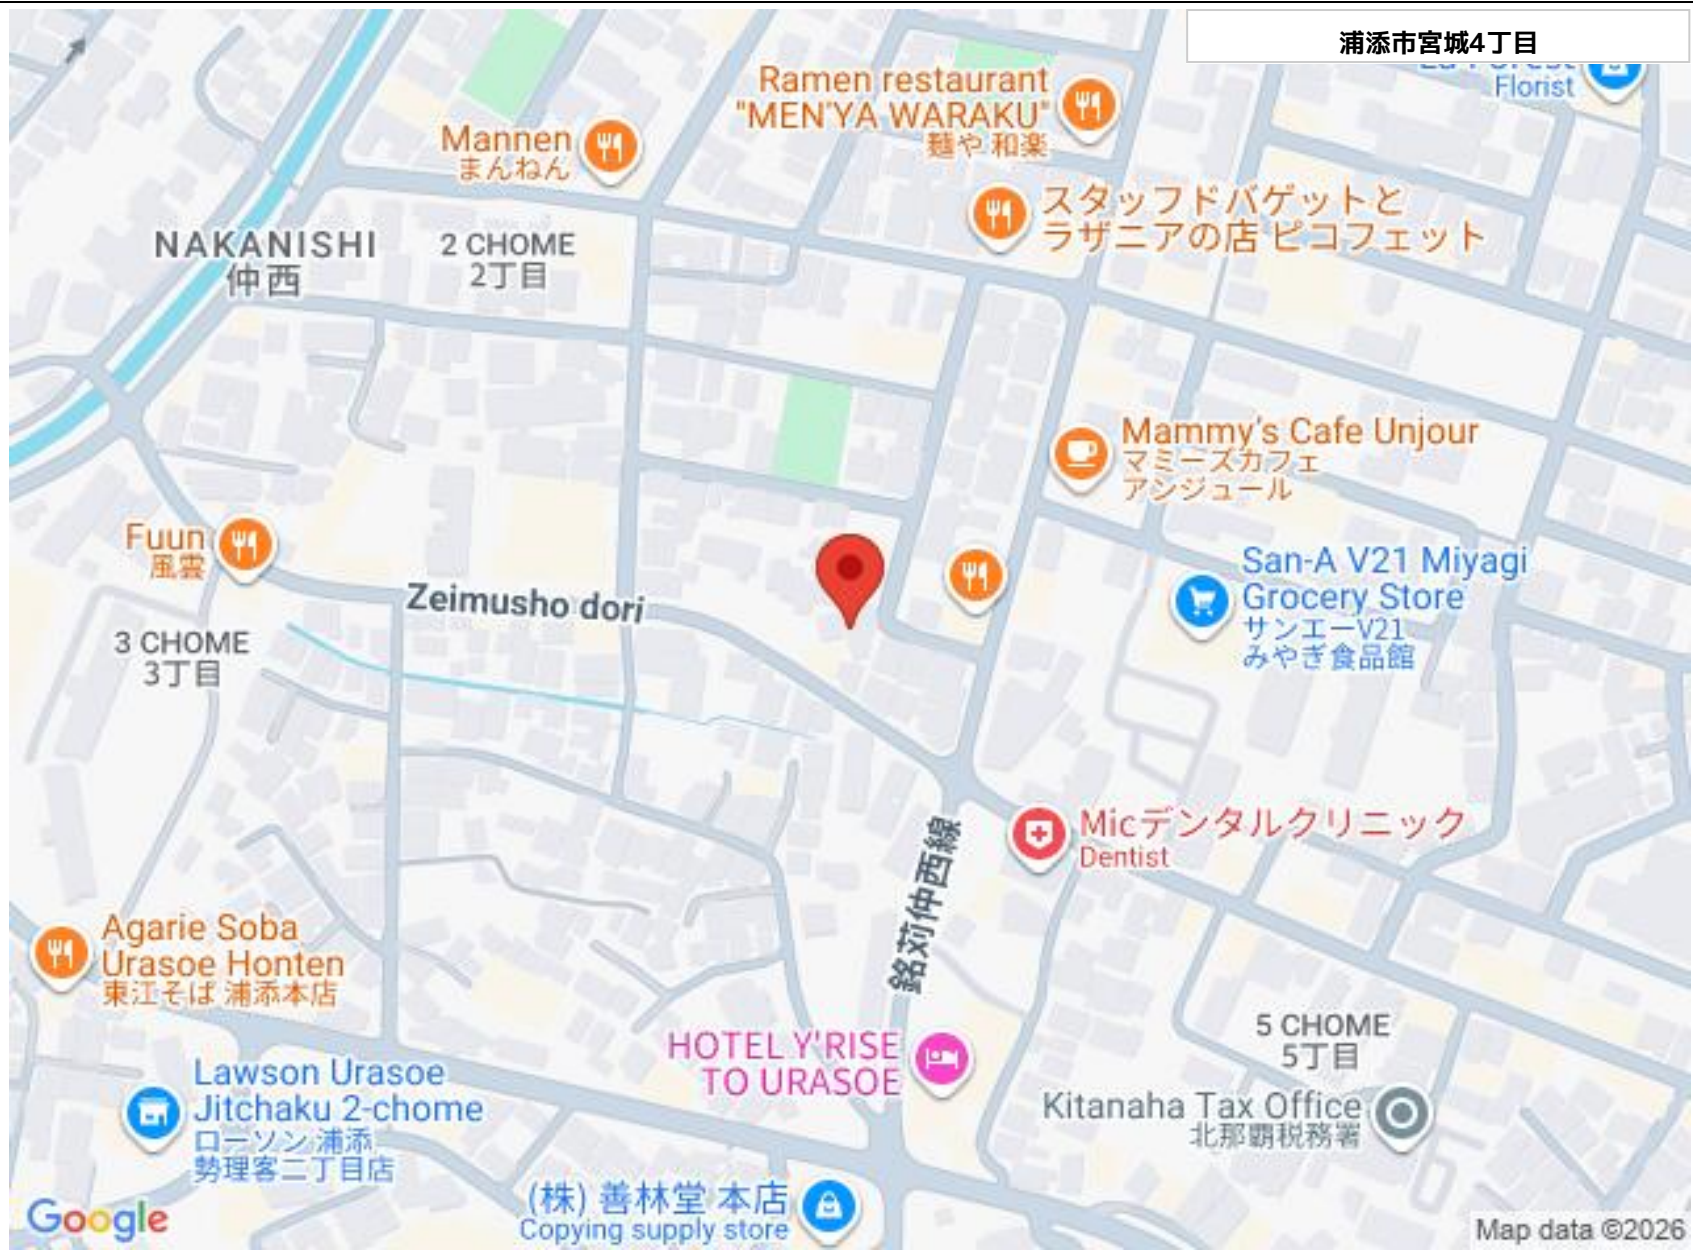 浦添市宮城4丁目
Florist
Ramen restaurant
"MEN'YA WARAKU"
麺や 和楽
Mannen
まんねん
スタッフドバゲットと
ラザニアの店 ピコフェット
NAKANISHI
仲西
2 CHOME
2丁目
Mammy's Cafe Unjour
マミーズカフェ
アンジュール
Fuun
風雲
Zeimusho dori
San-A V21 Miyagi
Grocery Store
サンエーV21
みやぎ食品館
3 CHOME
3丁目
Micデンタルクリニック
Dentist
銘苅仲西線
Agarie Soba
Urasoe Honten
東江そば 浦添本店
HOTEL Y'RISE
TO URASOE
5 CHOME
5丁目
Lawson Urasoe
Jitchaku 2-chome
ローソン 浦添
勢理客二丁目店
Kitanaha Tax Office
北那覇税務署
(株) 善林堂 本店
Copying supply store
Google
Map data ©2026